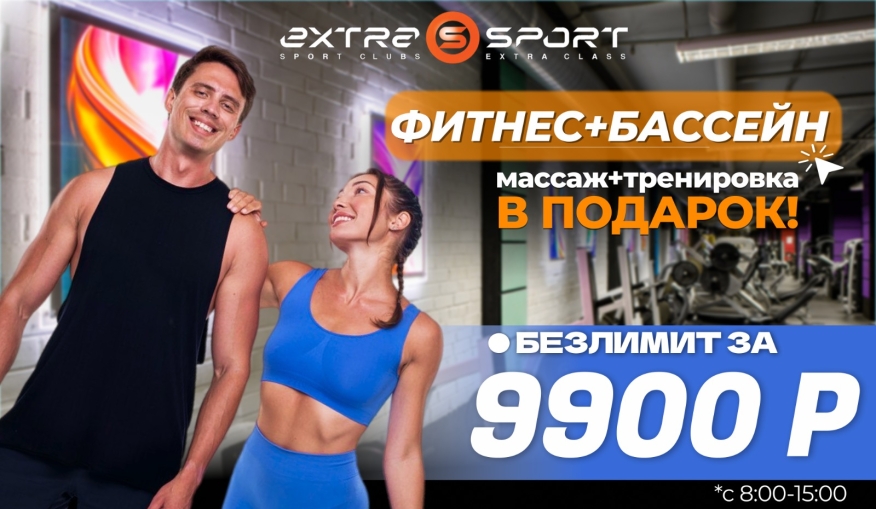 EXTRA S SPORT
SPORT CLUBS EXTRA CLASS
ФИТНЕС+БАССЕЙН
массаж+тренировка
В ПОДАРОК!
БЕЗЛИМИТ ЗА
9900 Р
*с 8:00-15:00